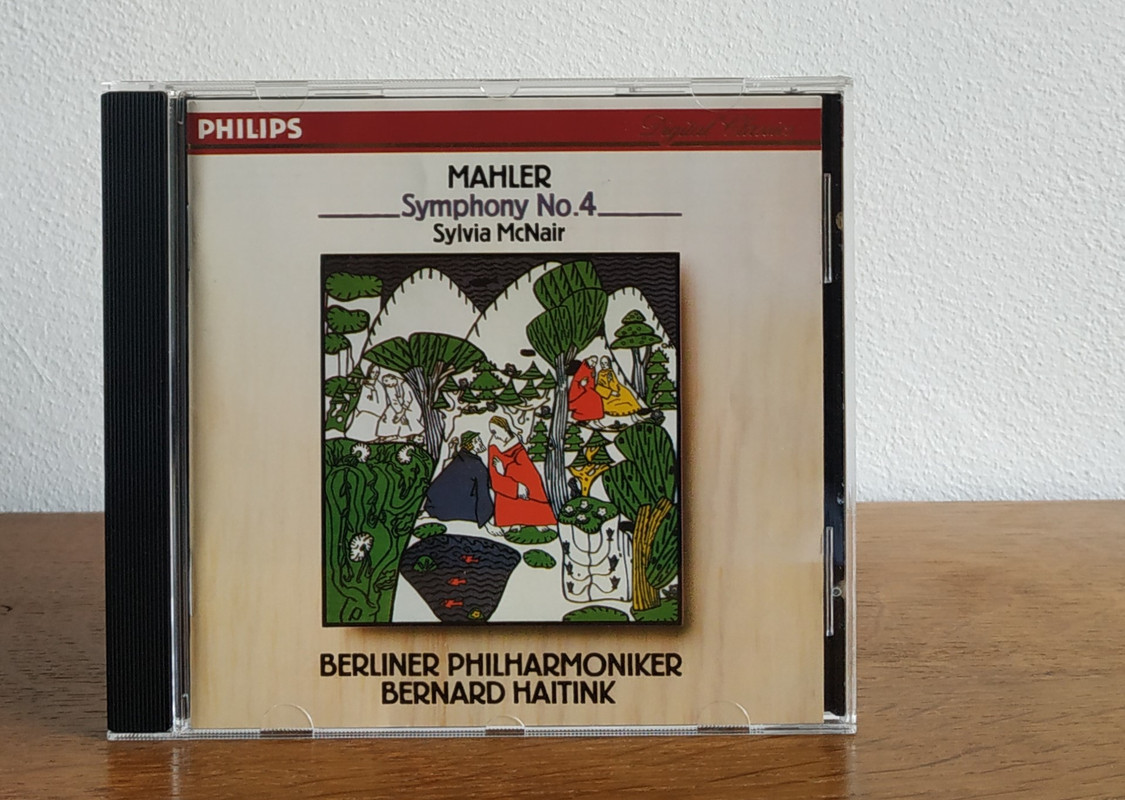 PHILIPS
Digital Classics
MAHLER
Symphony No.4
Sylvia McNair
BERLINER PHILHARMONIKER
BERNARD HAITINK